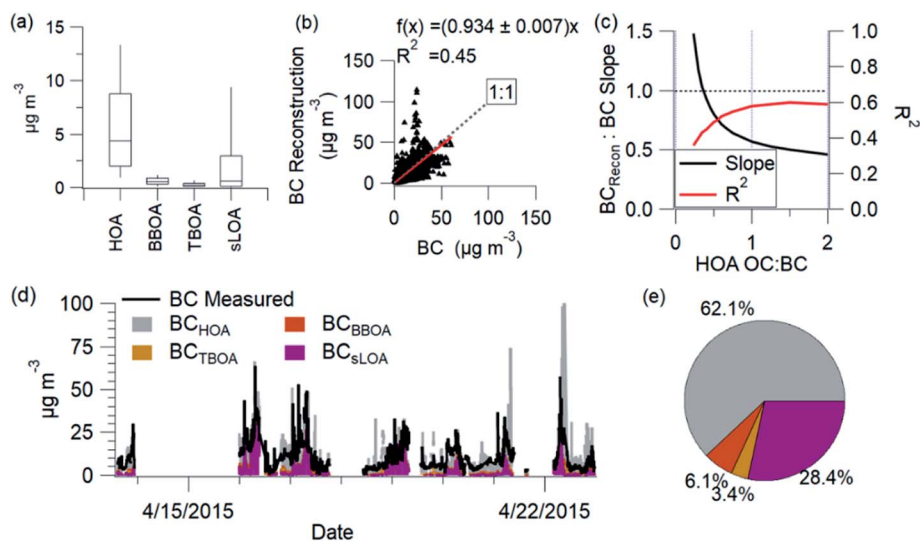 (a)
15
10
5
0
µg m⁻³
HOA
BBOA
TBOA
sLOA
(b)
f(x) =(0.934 ± 0.007)x
R² =0.45
BC Reconstruction
(µg m⁻³)
150
100
50
0
1:1
0 50 100 150
BC (µg m⁻³)
(c)
BC_Recon : BC Slope
1.5
1.0
0.5
0.0
Slope
R²
1.0
0.8
0.6
0.4
0.2
0.0
R²
0 1 2
HOA OC:BC
(d)
µg m⁻³
100
75
50
25
0
BC Measured
BC_HOA BC_BBOA
BC_TBOA BC_sLOA
4/15/2015 4/22/2015
Date
(e)
62.1%
6.1%
3.4%
28.4%